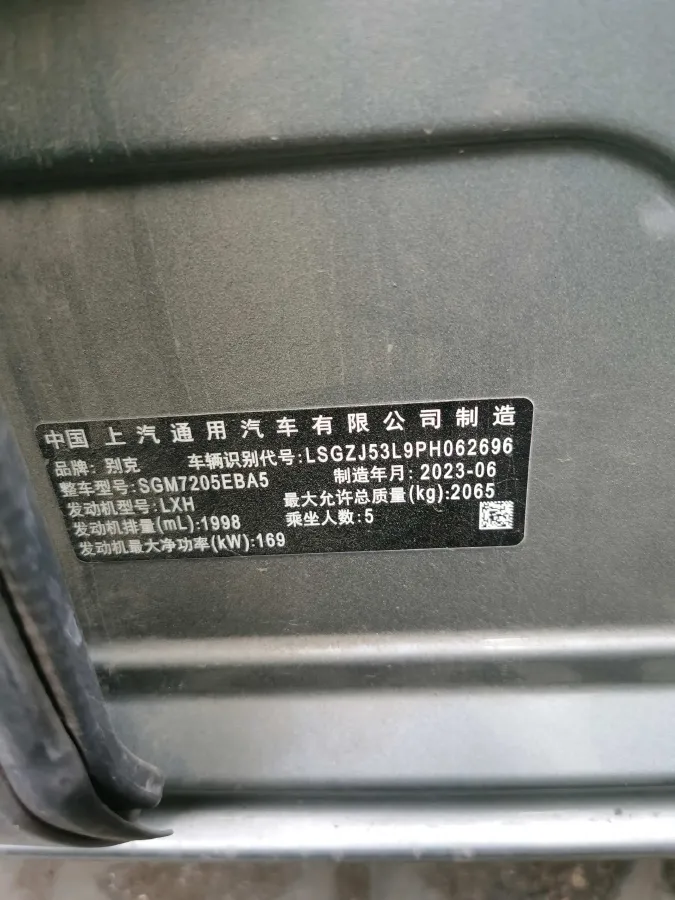 中国 上汽通用汽车有限公司制造
品牌: 别克 车辆识别代号:LSGZJ53L9PH062696
整车型号:SGM7205EBA5 制造年月:2023-06
发动机型号:LXH 最大允许总质量(kg):2065
发动机排量(mL):1998 乘坐人数:5
发动机最大净功率(kW):169